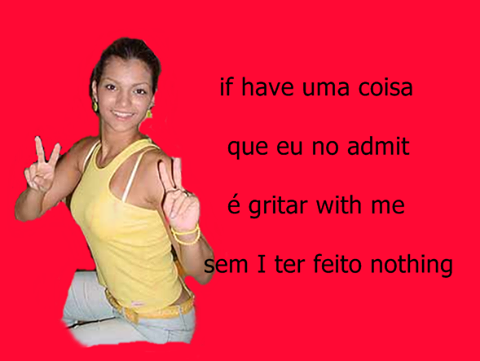 if have uma coisa
que eu no admit
é gritar with me
sem I ter feito nothing